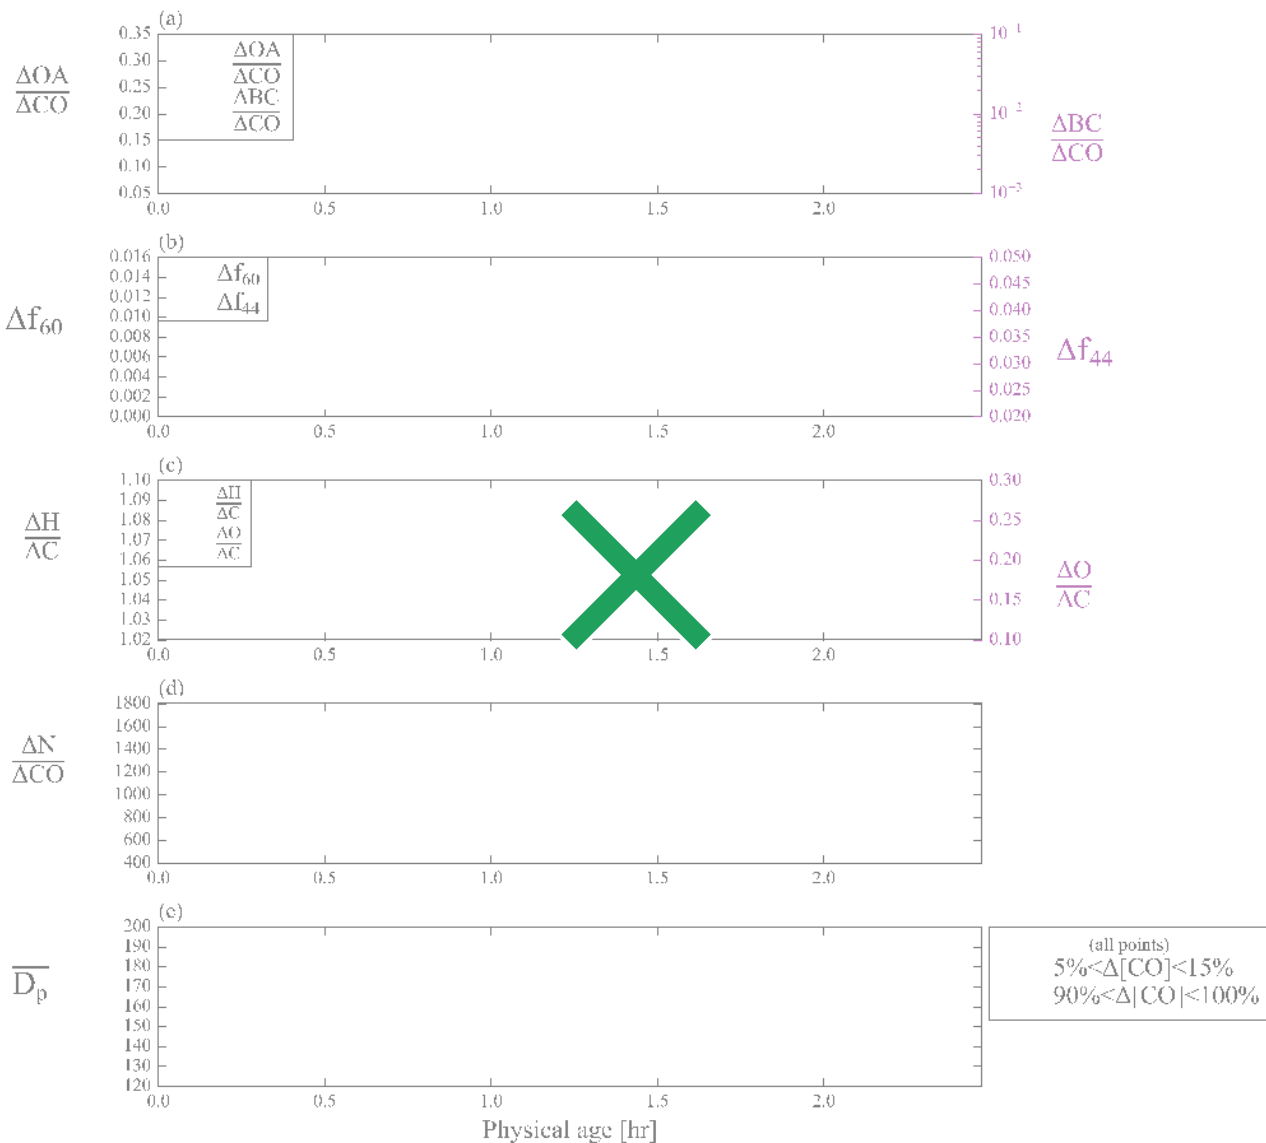 (a)
ΔOA
ΔCO
0.35
0.30
0.25
0.20
0.15
0.10
0.05
ΔOA
ΔCO
ΔBC
ΔCO
10⁻¹
10⁻²
10⁻³
ΔBC
ΔCO
0.0 0.5 1.0 1.5 2.0
(b)
Δf₆₀
0.016
0.014
0.012
0.010
0.008
0.006
0.004
0.002
0.000
Δf₆₀
Δf₄₄
0.050
0.045
0.040
0.035
0.030
0.025
0.020
Δf₄₄
0.0 0.5 1.0 1.5 2.0
(c)
ΔH
ΔC
1.10
1.09
1.08
1.07
1.06
1.05
1.04
1.03
1.02
ΔH
ΔC
ΔO
ΔC
0.30
0.25
0.20
0.15
0.10
ΔO
ΔC
0.0 0.5 1.0 1.5 2.0
(d)
ΔN
ΔCO
1800
1600
1400
1200
1000
800
600
400
0.0 0.5 1.0 1.5 2.0
(e)
D̅ₚ
200
190
180
170
160
150
140
130
120
(all points)
5%<Δ[CO]<15%
90%<Δ[CO]<100%
0.0 0.5 1.0 1.5 2.0
Physical age [hr]